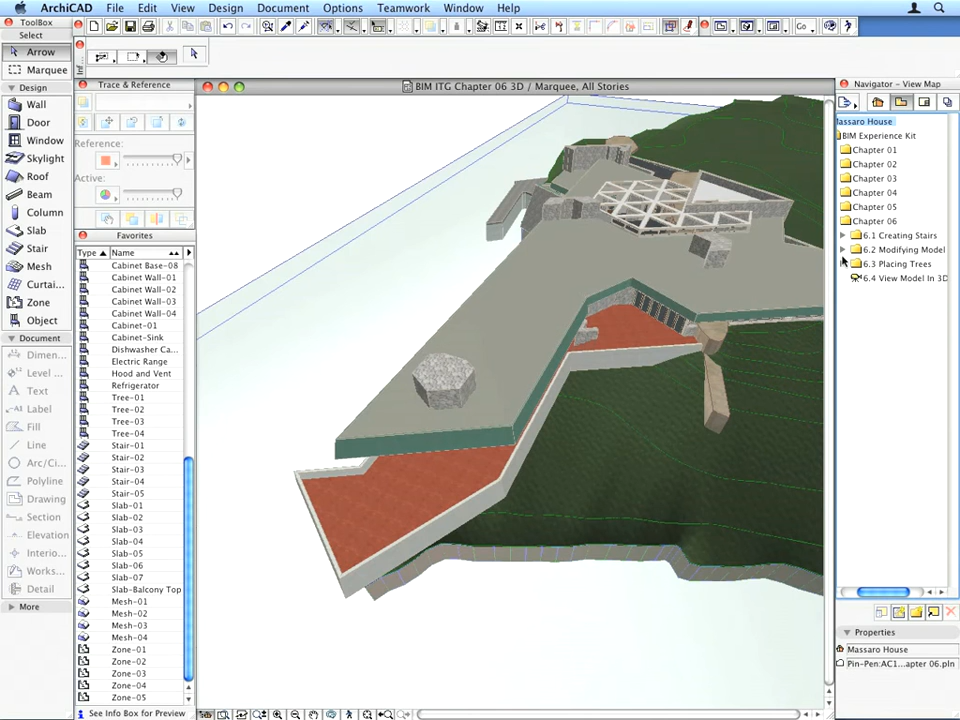 ArchiCAD File Edit View Design Document Options Teamwork Window Help
ToolBox
Select
Arrow
Marquee
Design
Wall
Door
Window
Skylight
Roof
Beam
Column
Slab
Stair
Mesh
Curtai...
Zone
Object
Document
Dimen...
Level ...
Text
Label
Fill
Line
Arc/Ci...
Polyline
Drawing
Section
Elevation
Interio...
Works...
Detail
More
Trace & Reference
Reference:
Active:
Favorites
Type Name
Cabinet Base-08
Cabinet Wall-01
Cabinet Wall-02
Cabinet Wall-03
Cabinet Wall-04
Cabinet-01
Cabinet-Sink
Dishwasher Ca...
Electric Range
Hood and Vent
Refrigerator
Tree-01
Tree-02
Tree-03
Tree-04
Stair-01
Stair-02
Stair-03
Stair-04
Stair-05
Slab-01
Slab-02
Slab-03
Slab-04
Slab-05
Slab-06
Slab-07
Slab-Balcony Top
Mesh-01
Mesh-02
Mesh-03
Mesh-04
Zone-01
Zone-02
Zone-03
Zone-04
Zone-05
See Info Box for Preview
BIM ITG Chapter 06 3D / Marquee, All Stories
Go...
Navigator - View Map
Massaro House
BIM Experience Kit
Chapter 01
Chapter 02
Chapter 03
Chapter 04
Chapter 05
Chapter 06
6.1 Creating Stairs
6.2 Modifying Model
6.3 Placing Trees
6.4 View Model In 3D
Properties
Massaro House
Pin-Pen:AC1...apter 06.pln